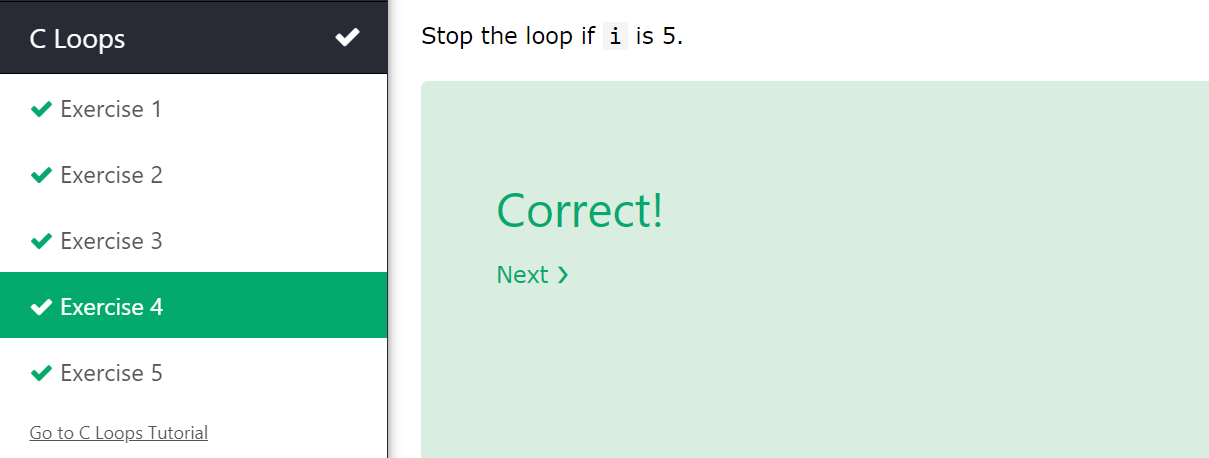 C Loops
Exercise 1
Exercise 2
Exercise 3
Exercise 4
Exercise 5
Go to C Loops Tutorial
Stop the loop if i is 5.
Correct!
Next ❯